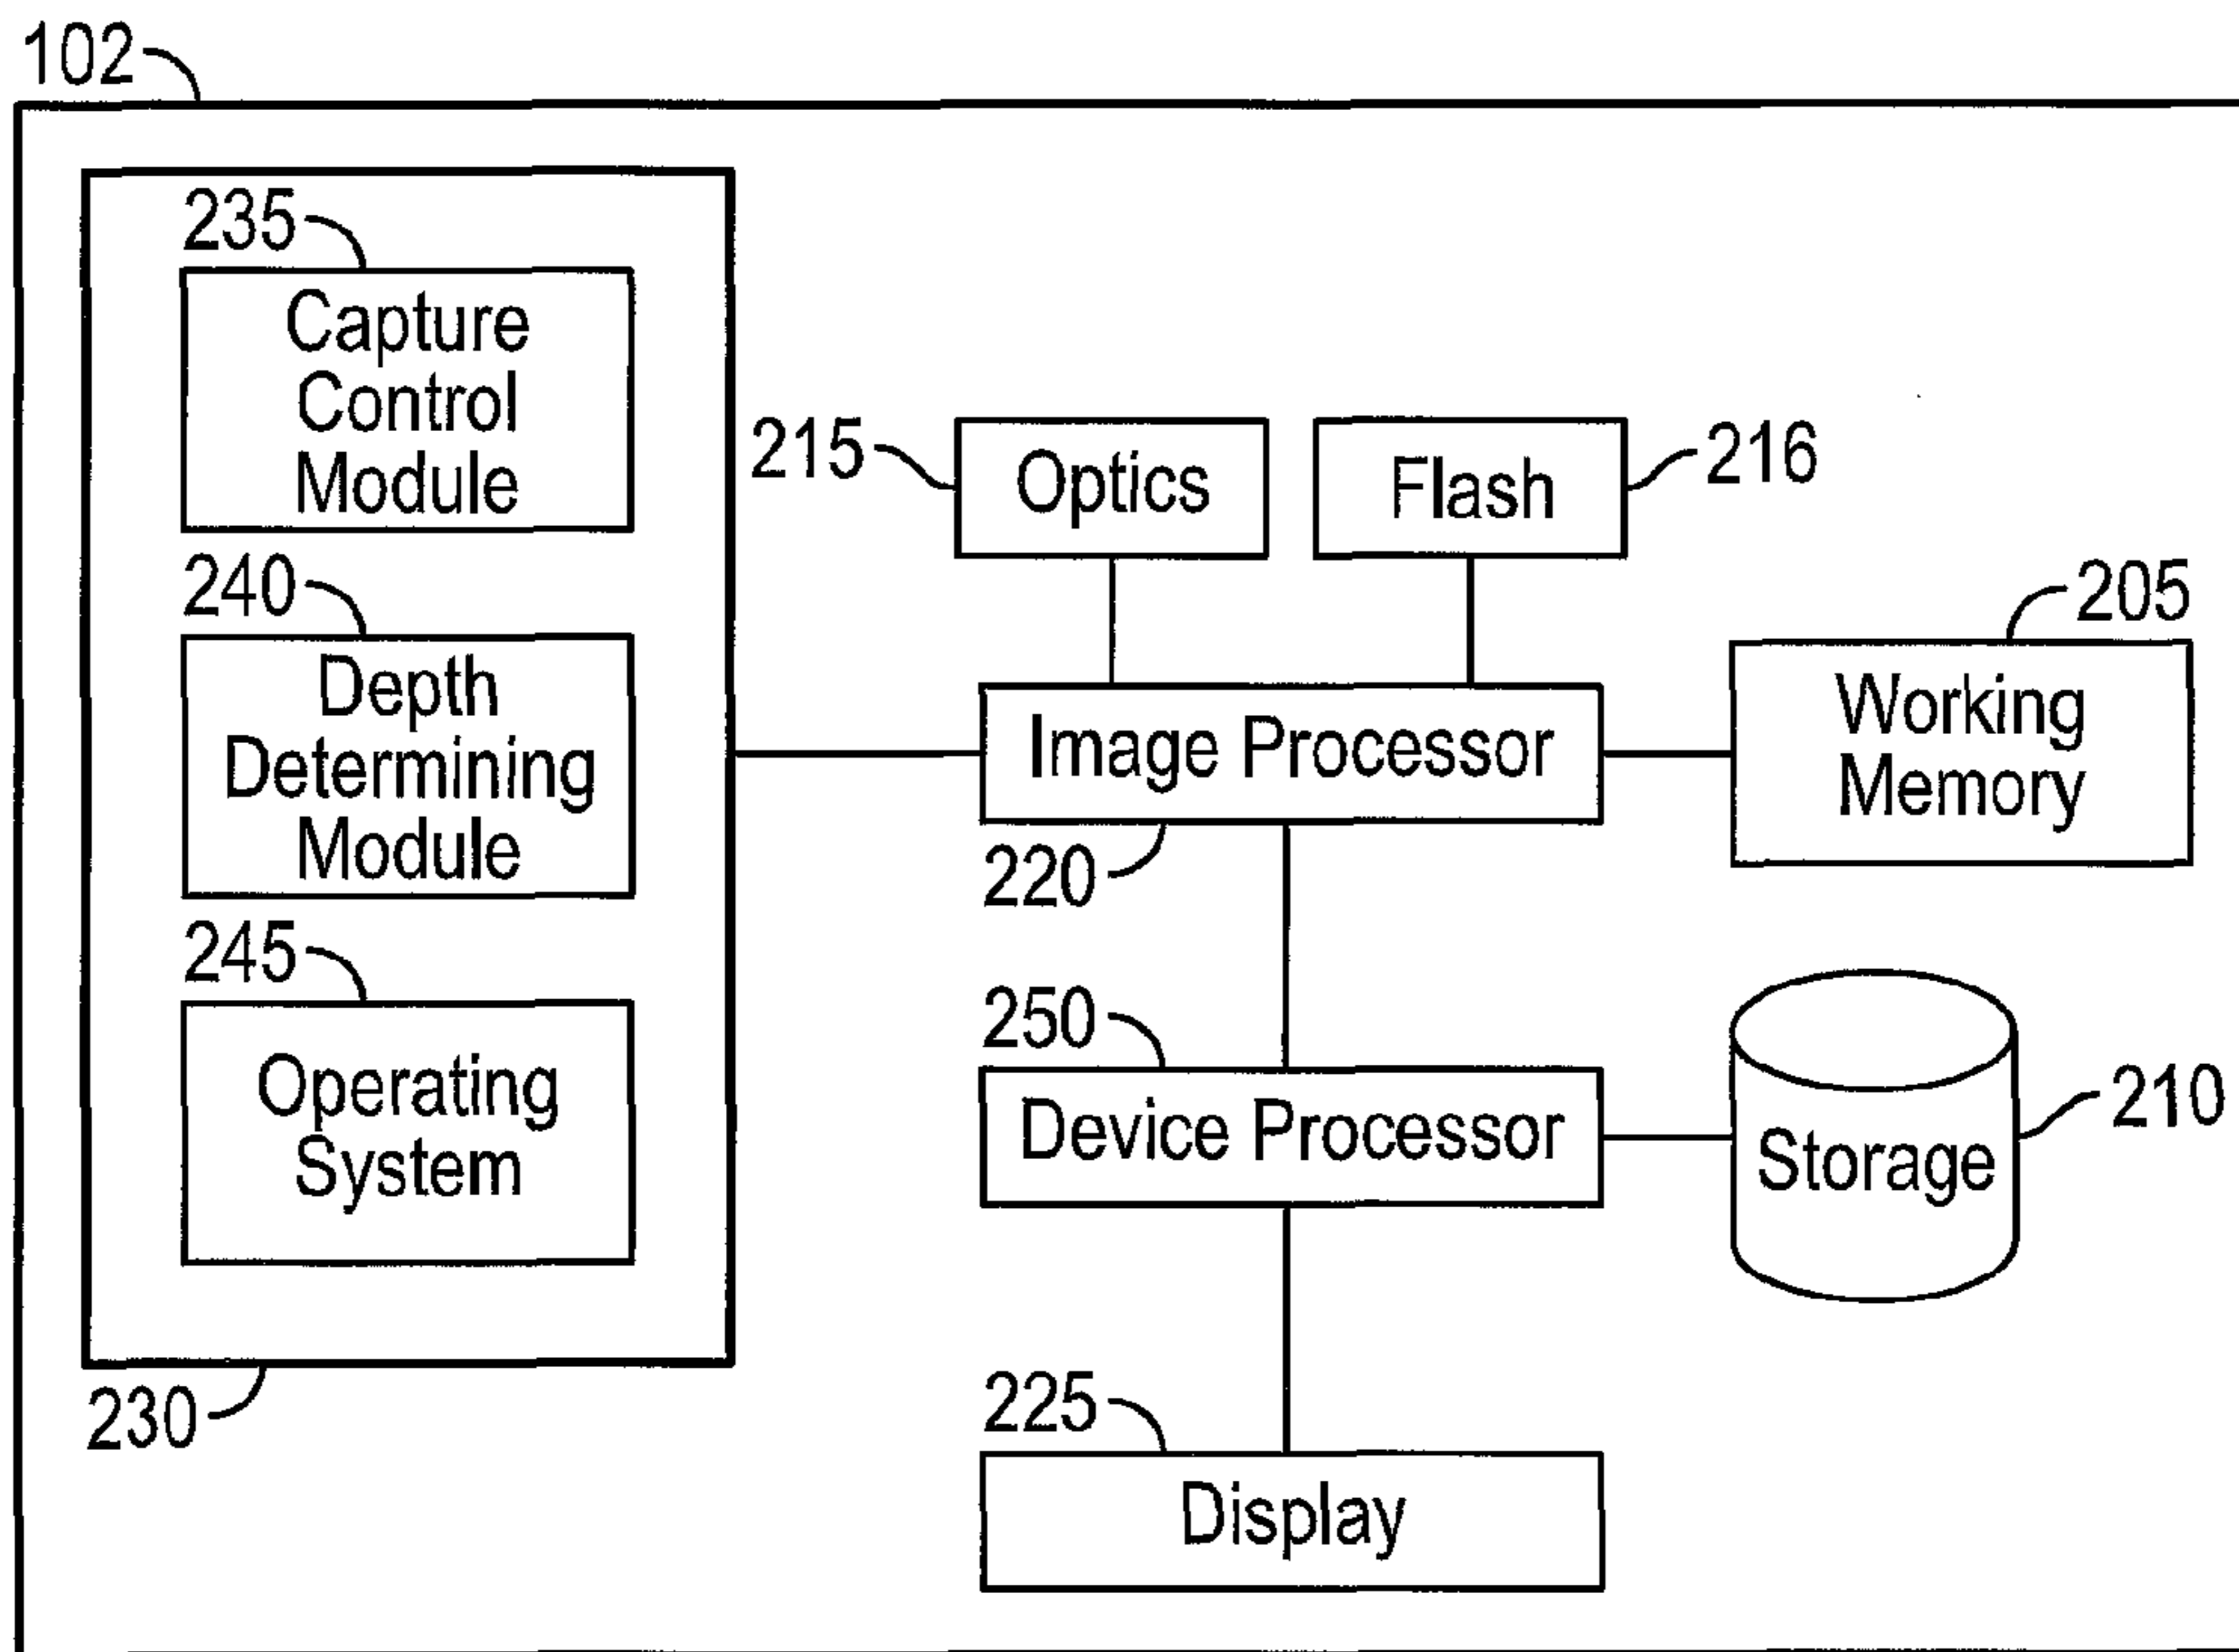 102
235
Capture
Control
Module
240
Depth
Determining
Module
245
Operating
System
230
215
Optics
Flash
216
205
Working
Memory
Image Processor
220
250
Device Processor
Storage
210
225
Display